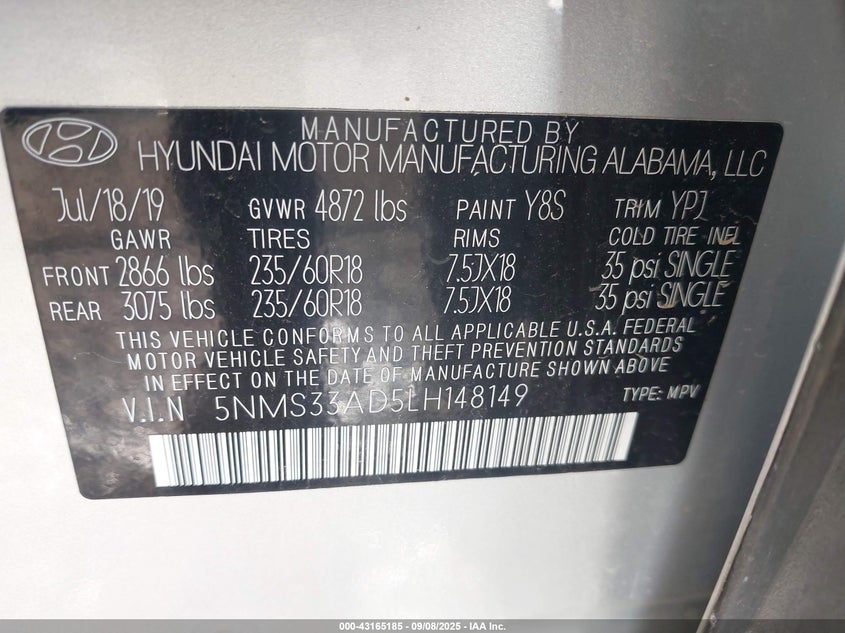 MANUFACTURED BY
HYUNDAI MOTOR MANUFACTURING ALABAMA, LLC
Jul/18/19 GVWR 4872 lbs PAINT Y8S TRIM YPJ
GAWR TIRES RIMS COLD TIRE INFL
FRONT 2866 lbs 235/60R18 7.5JX18 35 psi SINGLE
REAR 3075 lbs 235/60R18 7.5JX18 35 psi SINGLE
THIS VEHICLE CONFORMS TO ALL APPLICABLE U.S.A. FEDERAL
MOTOR VEHICLE SAFETY AND THEFT PREVENTION STANDARDS
IN EFFECT ON THE DATE OF MANUFACTURE SHOWN ABOVE
V.I.N 5NMS33AD5LH148149 TYPE: MPV
000-43165185 - 09/08/2025 - IAA Inc.